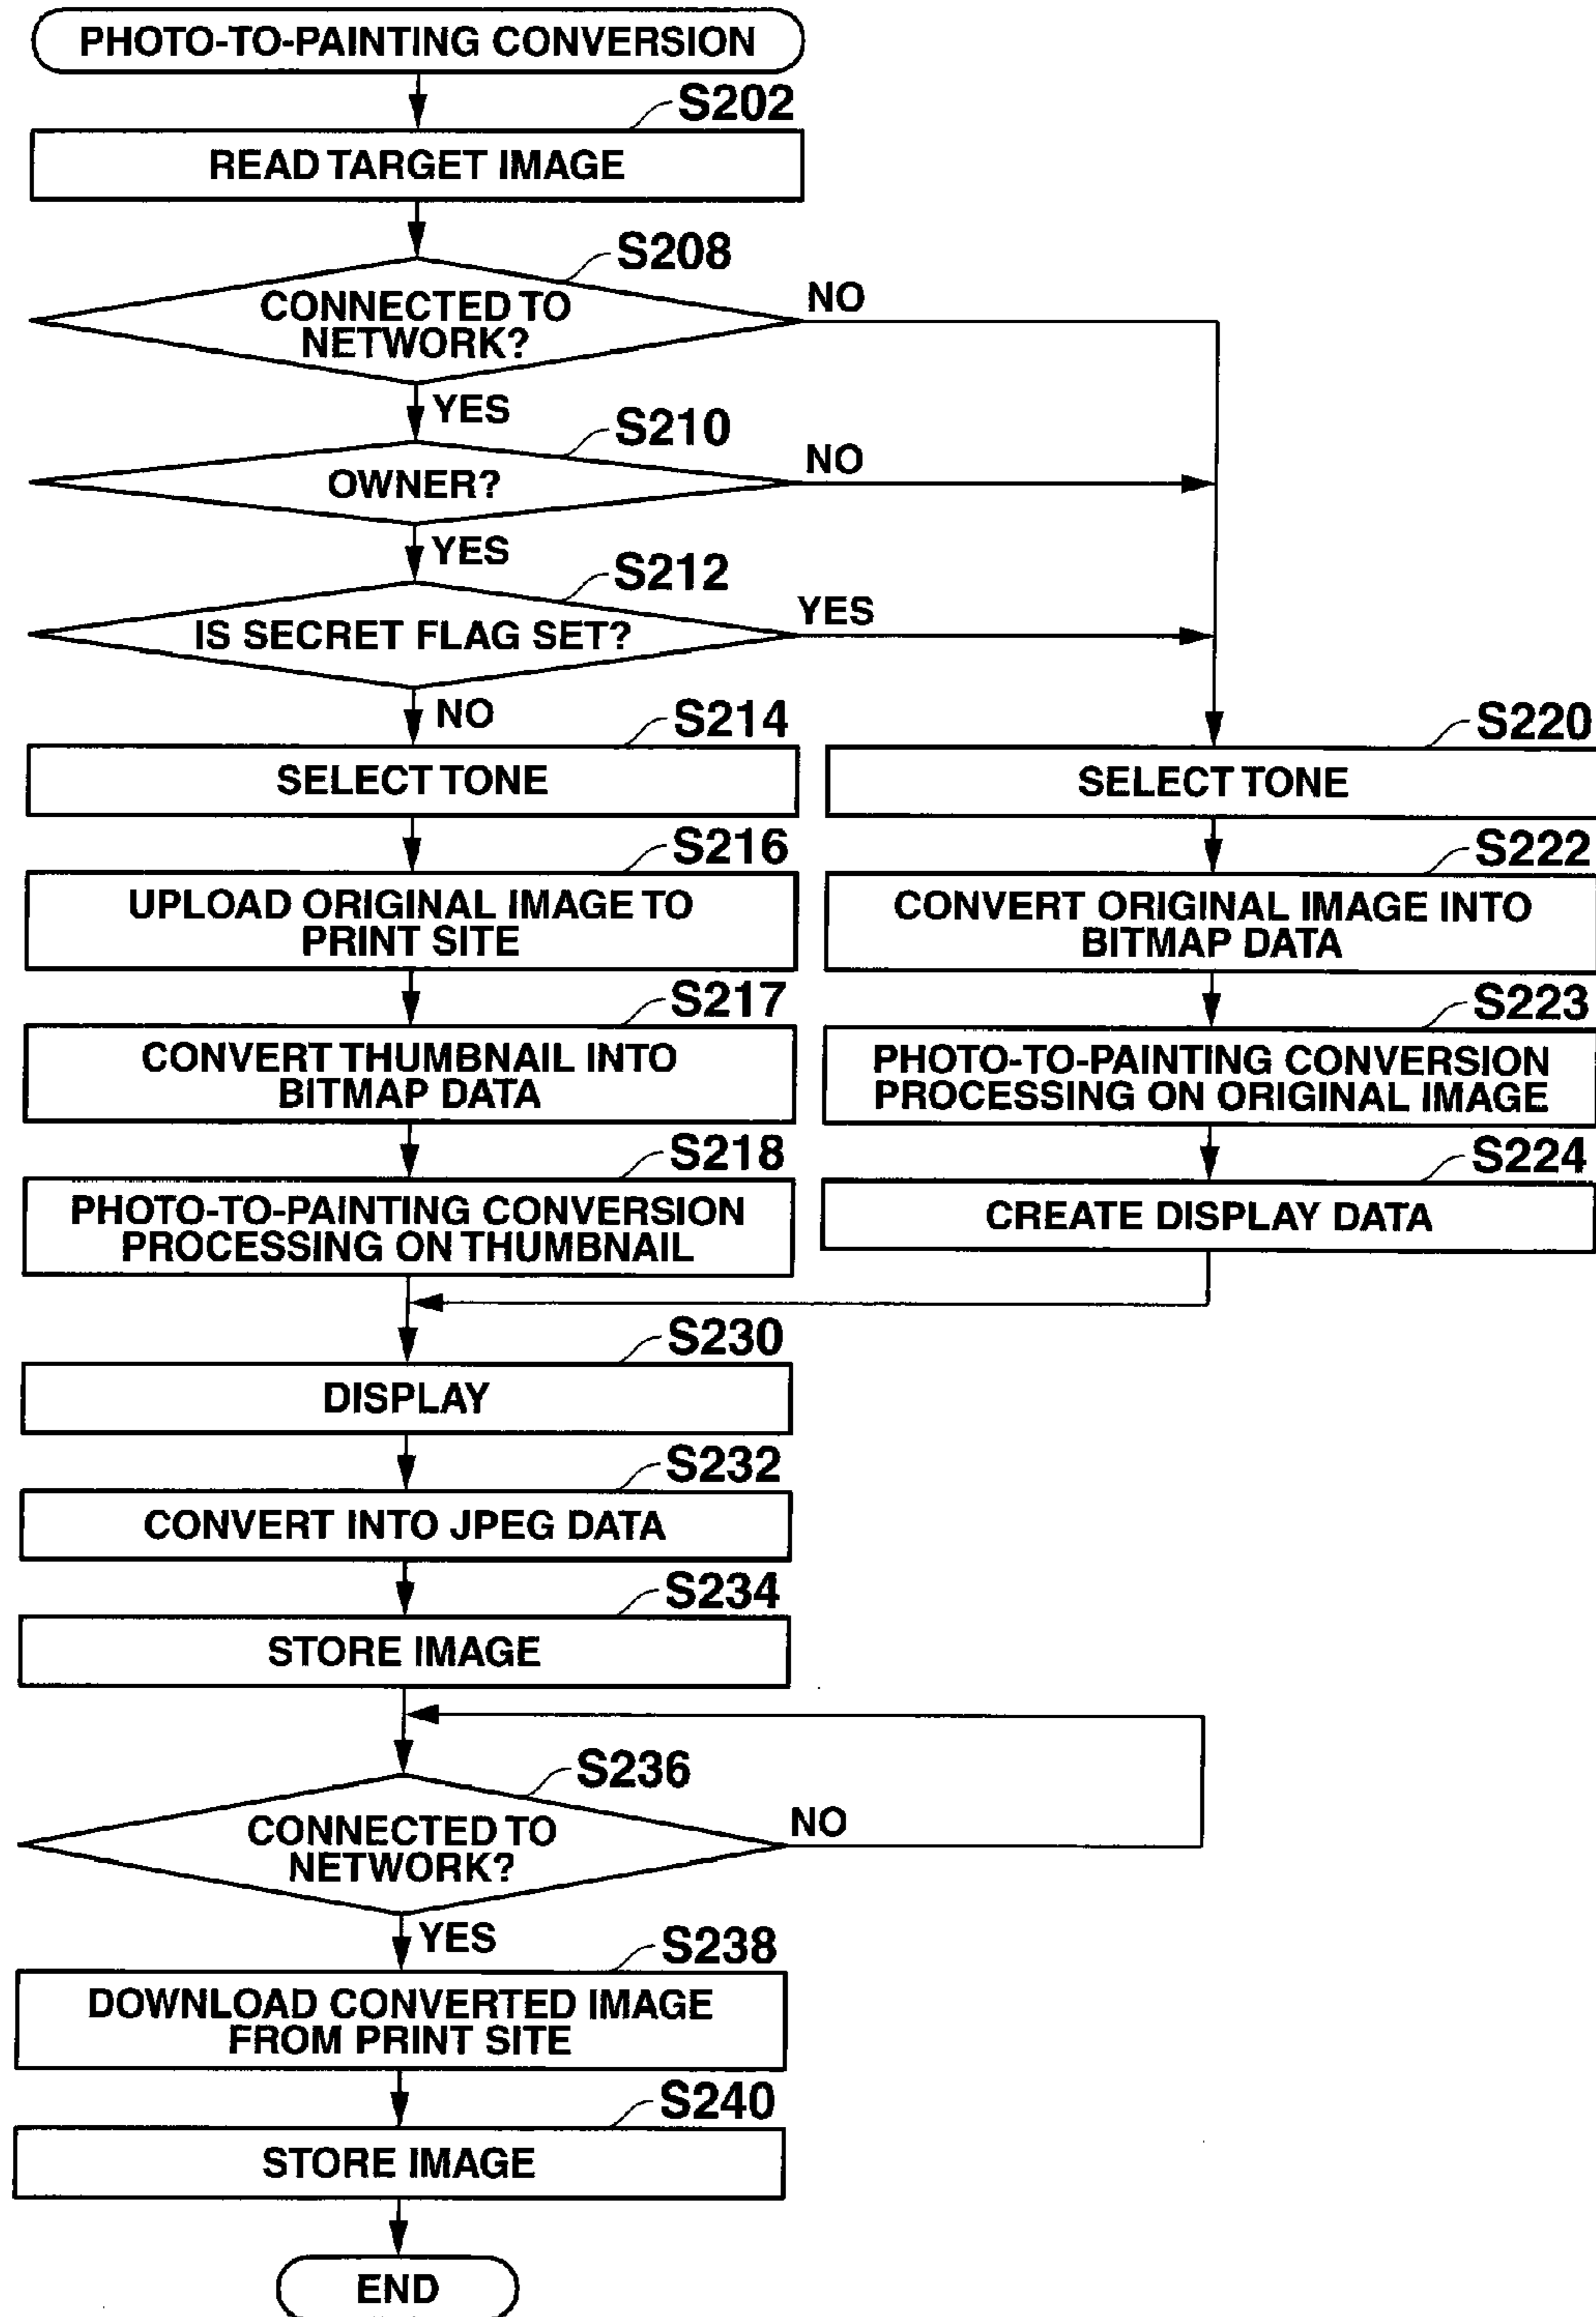 PHOTO-TO-PAINTING CONVERSION
S202
READ TARGET IMAGE
S208
CONNECTED TO
NETWORK?
NO
YES
S210
OWNER?
NO
YES
S212
IS SECRET FLAG SET?
YES
NO
S214
SELECT TONE
S216
UPLOAD ORIGINAL IMAGE TO
PRINT SITE
S217
CONVERT THUMBNAIL INTO
BITMAP DATA
S218
PHOTO-TO-PAINTING CONVERSION
PROCESSING ON THUMBNAIL
S220
SELECT TONE
S222
CONVERT ORIGINAL IMAGE INTO
BITMAP DATA
S223
PHOTO-TO-PAINTING CONVERSION
PROCESSING ON ORIGINAL IMAGE
S224
CREATE DISPLAY DATA
S230
DISPLAY
S232
CONVERT INTO JPEG DATA
S234
STORE IMAGE
S236
CONNECTED TO
NETWORK?
NO
YES
S238
DOWNLOAD CONVERTED IMAGE
FROM PRINT SITE
S240
STORE IMAGE
END